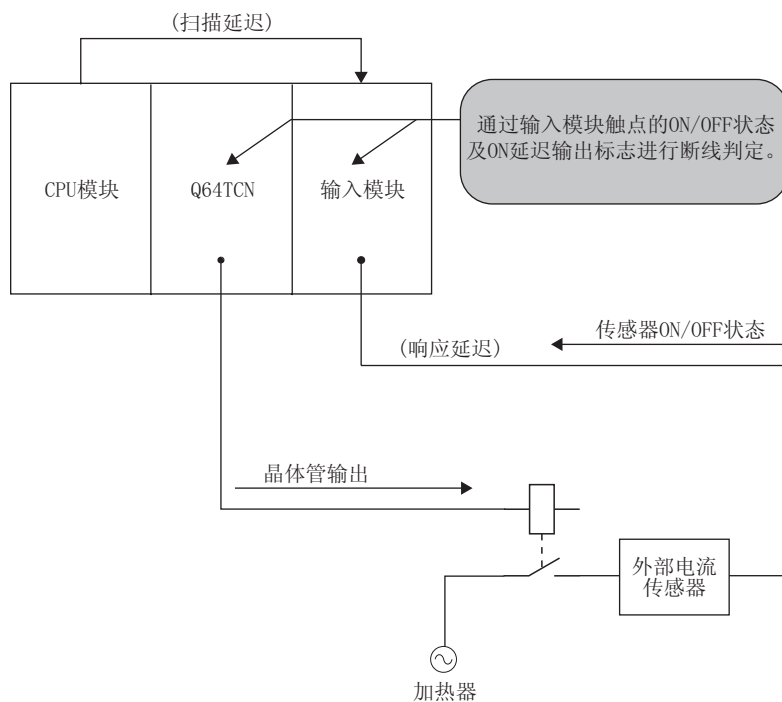 (扫描延迟)
通过输入模块触点的ON/OFF状态
及ON延迟输出标志进行断线判定。
CPU模块
Q64TCN
输入模块
传感器ON/OFF状态
(响应延迟)
晶体管输出
外部电流
传感器
加热器